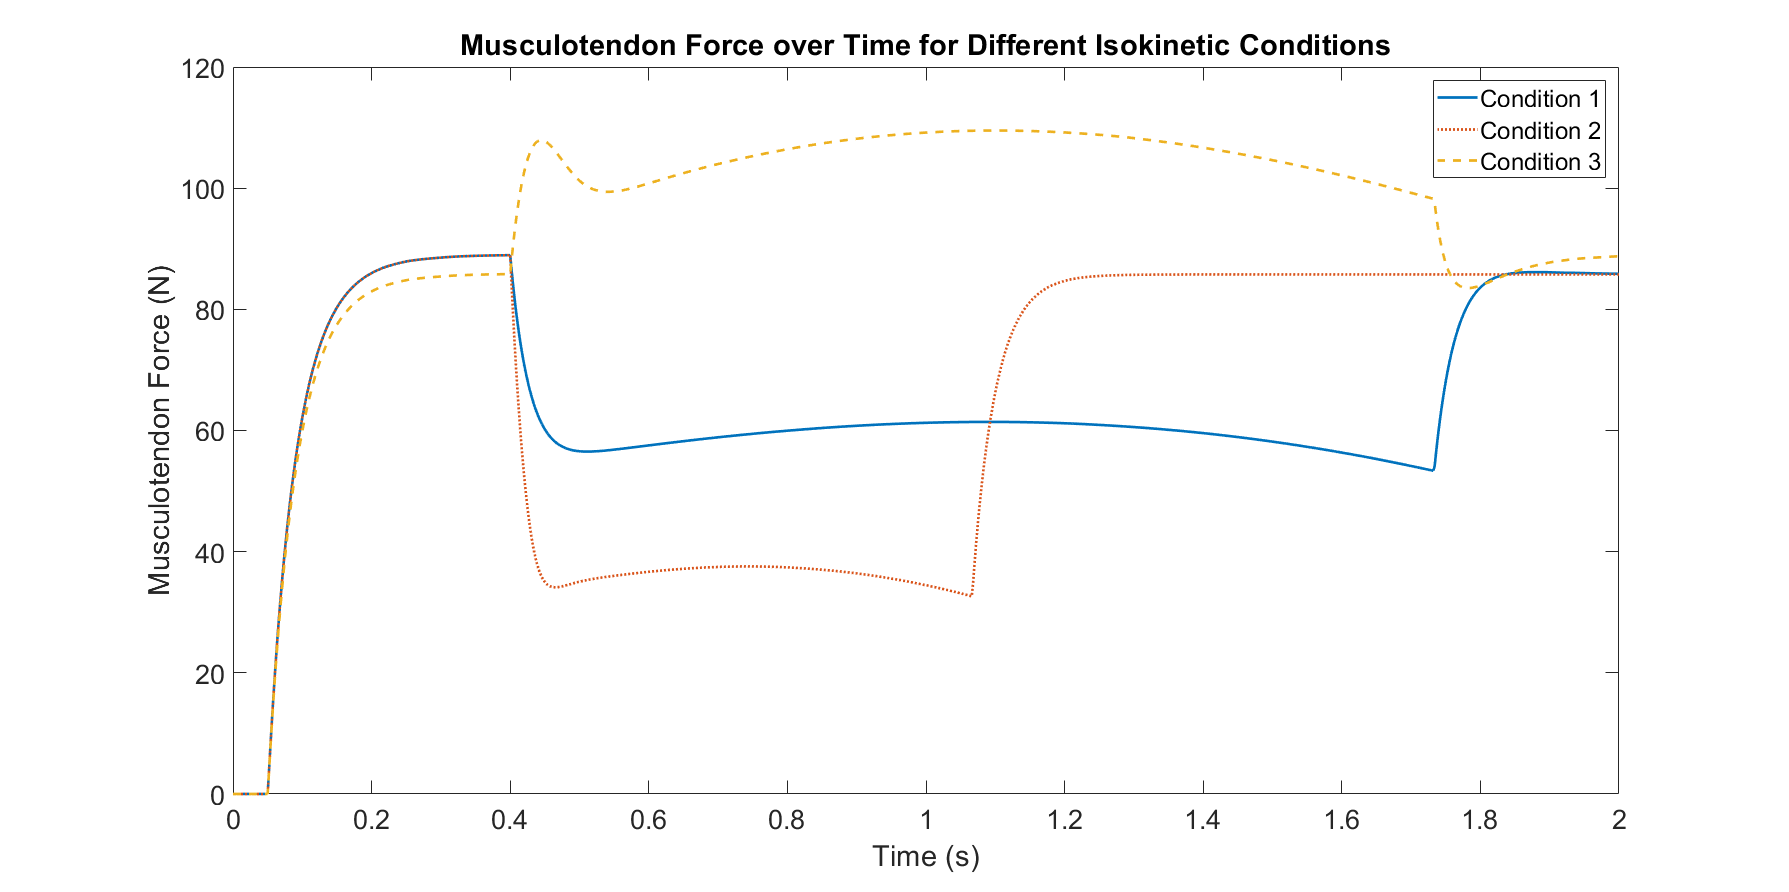 Musculotendon Force over Time for Different Isokinetic Conditions
120
100
80
60
40
20
0
Musculotendon Force (N)
Condition 1
Condition 2
Condition 3
0 0.2 0.4 0.6 0.8 1 1.2 1.4 1.6 1.8 2
Time (s)